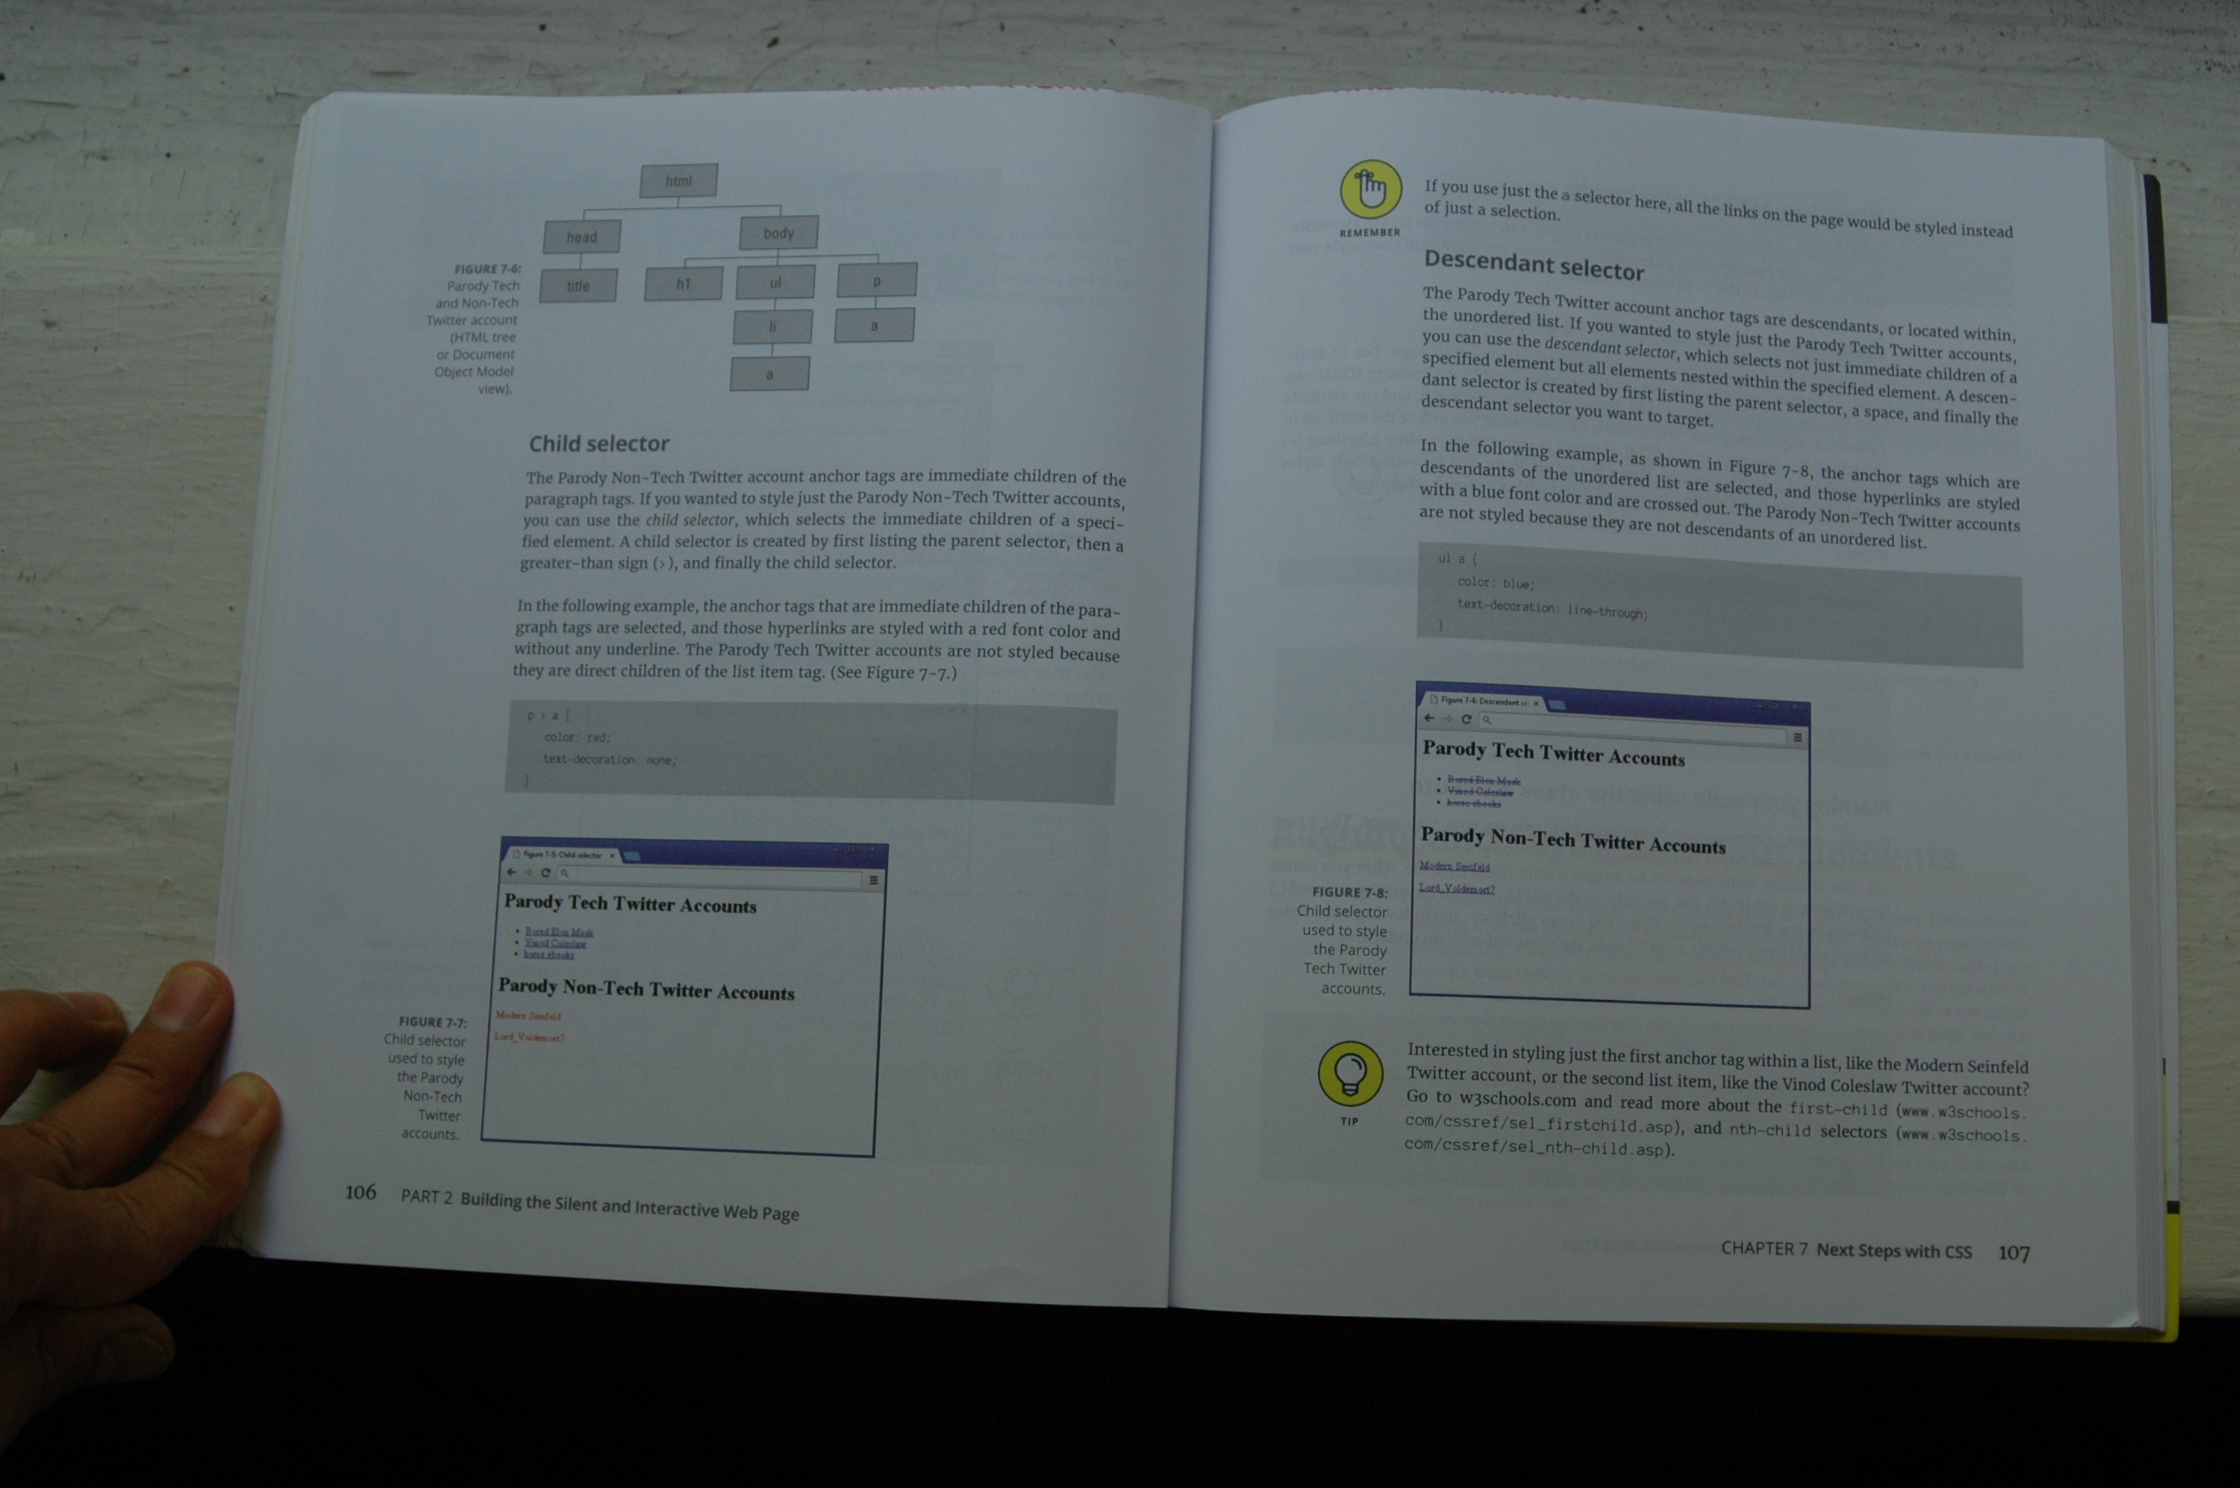 html
head
body
title
h1
ul
p
li
a
a
FIGURE 7-6:
Parody Tech
and Non-Tech
Twitter account
(HTML tree
or Document
Object Model
view).
Child selector
The Parody Non-Tech Twitter account anchor tags are immediate children of the
paragraph tags. If you wanted to style just the Parody Non-Tech Twitter accounts,
you can use the child selector, which selects the immediate children of a speci-
fied element. A child selector is created by first listing the parent selector, then a
greater-than sign (>), and finally the child selector.
In the following example, the anchor tags that are immediate children of the para-
graph tags are selected, and those hyperlinks are styled with a red font color and
without any underline. The Parody Tech Twitter accounts are not styled because
they are direct children of the list item tag. (See Figure 7-7.)
p > a {
color: red;
text-decoration: none;
}
Figure 7-5: Child selector
Parody Tech Twitter Accounts
• Bored Elon Musk
• Vinod Coleslaw
• horse ebooks
Parody Non-Tech Twitter Accounts
Modern Seinfeld
Lord_Voldemort7
FIGURE 7-7:
Child selector
used to style
the Parody
Non-Tech
Twitter
accounts.
106 PART 2 Building the Silent and Interactive Web Page
REMEMBER
If you use just the a selector here, all the links on the page would be styled instead
of just a selection.
Descendant selector
The Parody Tech Twitter account anchor tags are descendants, or located within,
the unordered list. If you wanted to style just the Parody Tech Twitter accounts,
you can use the descendant selector, which selects not just immediate children of a
specified element but all elements nested within the specified element. A descen-
dant selector is created by first listing the parent selector, a space, and finally the
descendant selector you want to target.
In the following example, as shown in Figure 7-8, the anchor tags which are
descendants of the unordered list are selected, and those hyperlinks are styled
with a blue font color and are crossed out. The Parody Non-Tech Twitter accounts
are not styled because they are not descendants of an unordered list.
ul a {
color: blue;
text-decoration: line-through;
}
Figure 7-6: Descendant
Parody Tech Twitter Accounts
• Bored Elon Musk
• Vinod Coleslaw
• horse ebooks
Parody Non-Tech Twitter Accounts
Modern Seinfeld
Lord_Voldemort7
FIGURE 7-8:
Child selector
used to style
the Parody
Tech Twitter
accounts.
TIP
Interested in styling just the first anchor tag within a list, like the Modern Seinfeld
Twitter account, or the second list item, like the Vinod Coleslaw Twitter account?
Go to w3schools.com and read more about the first-child (www.w3schools.
com/cssref/sel_firstchild.asp), and nth-child selectors (www.w3schools.
com/cssref/sel_nth-child.asp).
CHAPTER 7 Next Steps with CSS 107